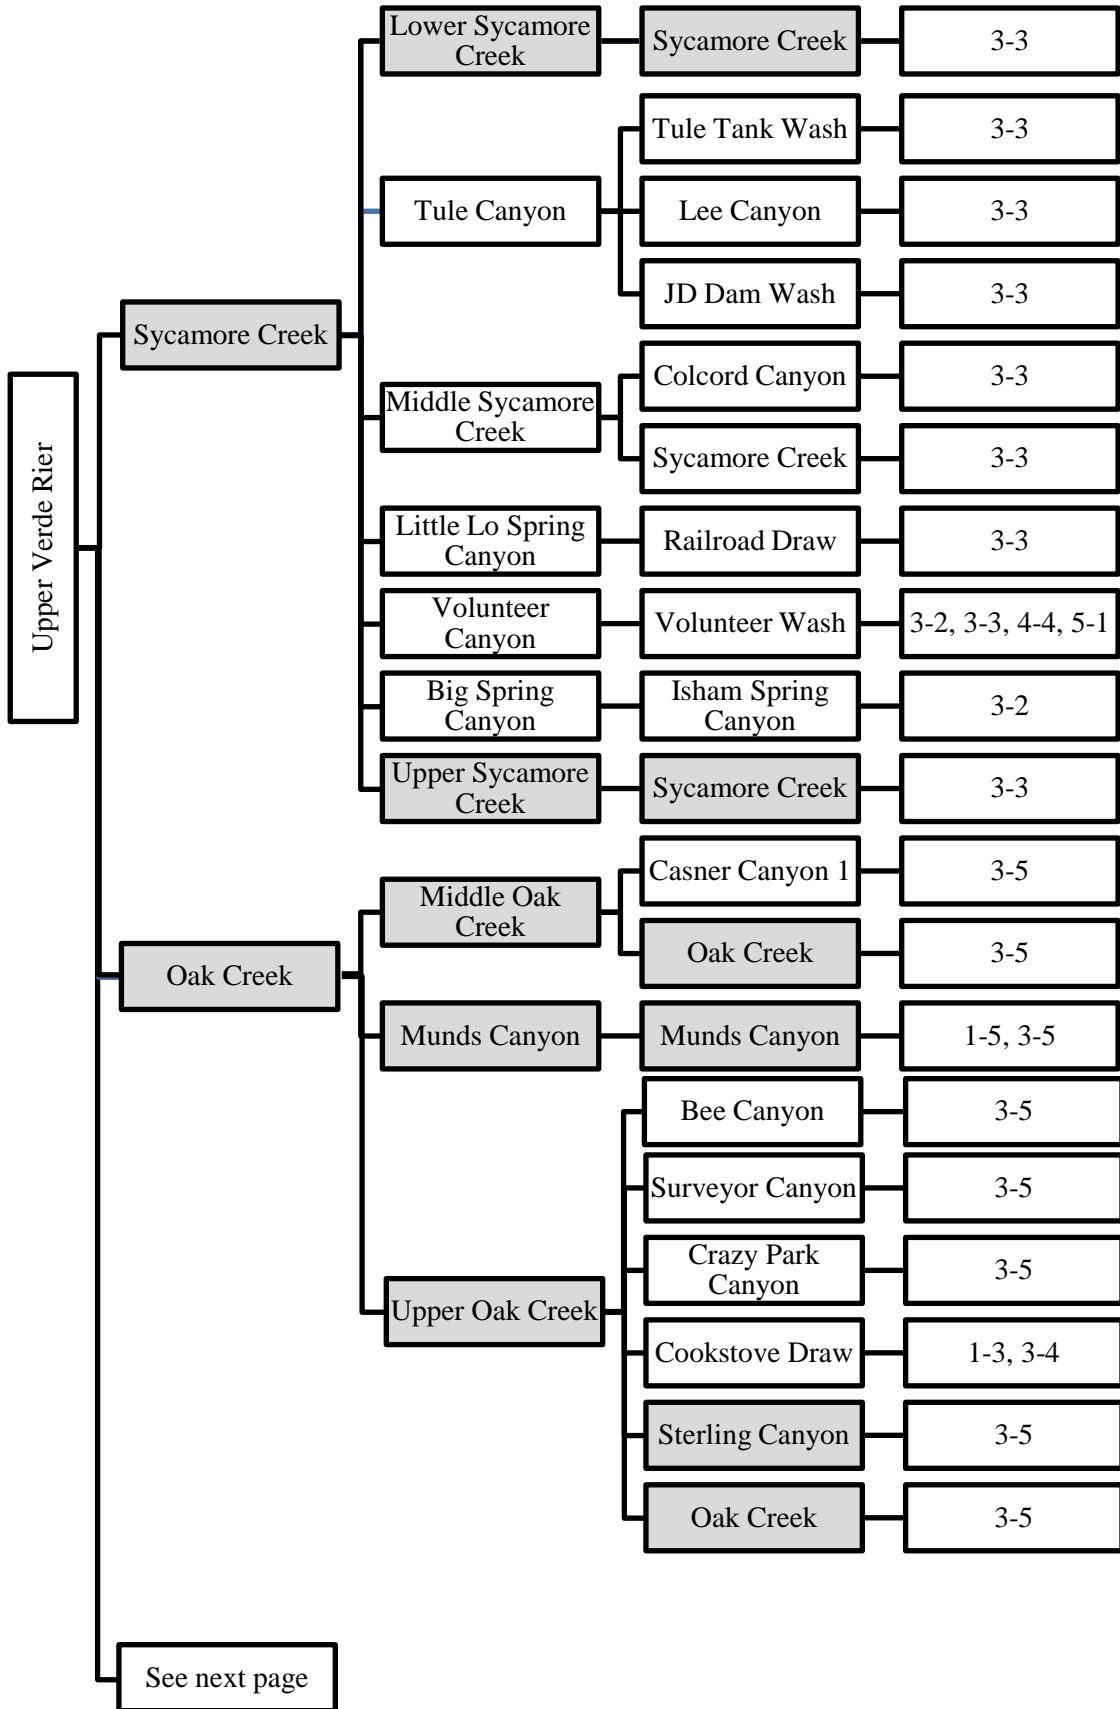 Upper Verde Rier
Sycamore Creek
Lower Sycamore
Creek
Sycamore Creek
3-3
Tule Canyon
Tule Tank Wash
3-3
Lee Canyon
3-3
JD Dam Wash
3-3
Middle Sycamore
Creek
Colcord Canyon
3-3
Sycamore Creek
3-3
Little Lo Spring
Canyon
Railroad Draw
3-3
Volunteer
Canyon
Volunteer Wash
3-2, 3-3, 4-4, 5-1
Big Spring
Canyon
Isham Spring
Canyon
3-2
Upper Sycamore
Creek
Sycamore Creek
3-3
Oak Creek
Middle Oak
Creek
Casner Canyon 1
3-5
Oak Creek
3-5
Munds Canyon
Munds Canyon
1-5, 3-5
Upper Oak Creek
Bee Canyon
3-5
Surveyor Canyon
3-5
Crazy Park
Canyon
3-5
Cookstove Draw
1-3, 3-4
Sterling Canyon
3-5
Oak Creek
3-5
See next page